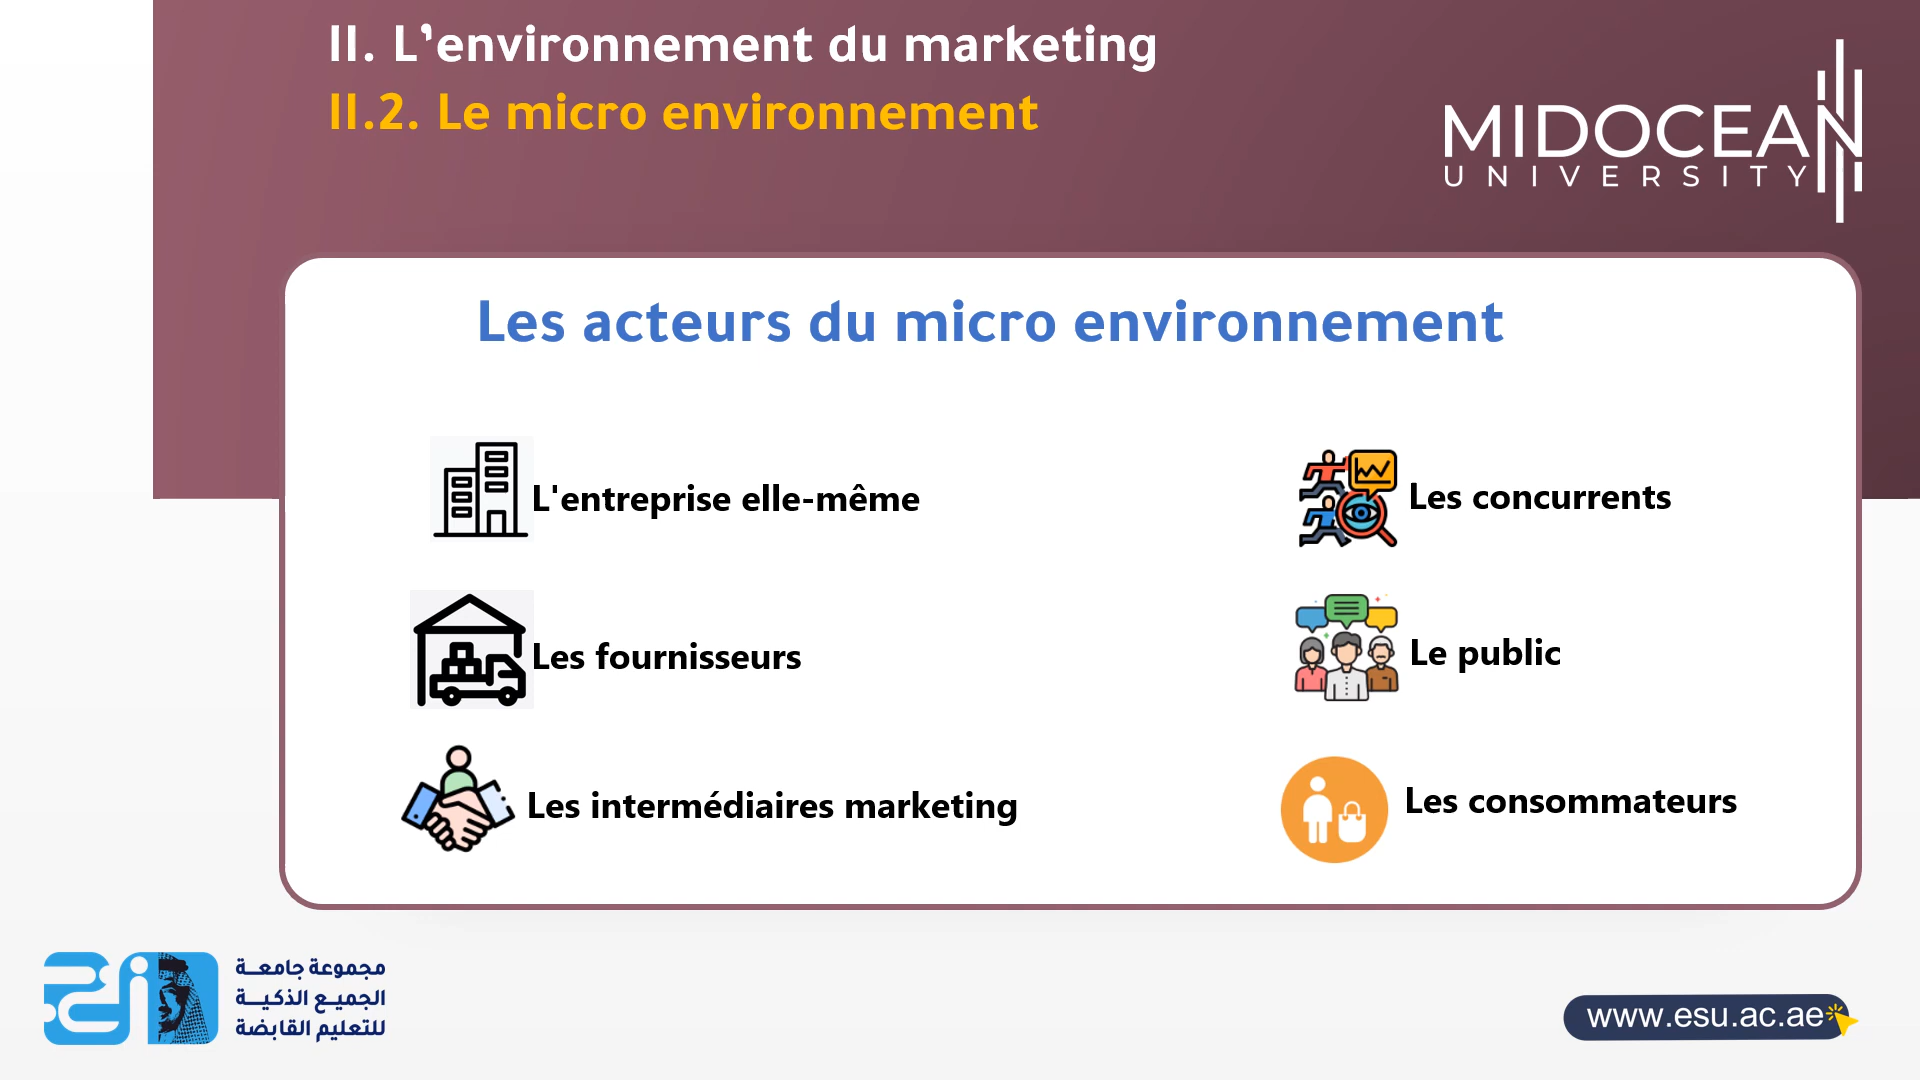 II. L’environnement du marketing
II.2. Le micro environnement
MIDOCEAN
UNIVERSITY
Les acteurs du micro environnement
L'entreprise elle-même
Les fournisseurs
Les intermédiaires marketing
Les concurrents
Le public
Les consommateurs
مجموعة جامعة
الجميع الذكية
للتعليم القابضة
www.esu.ac.ae